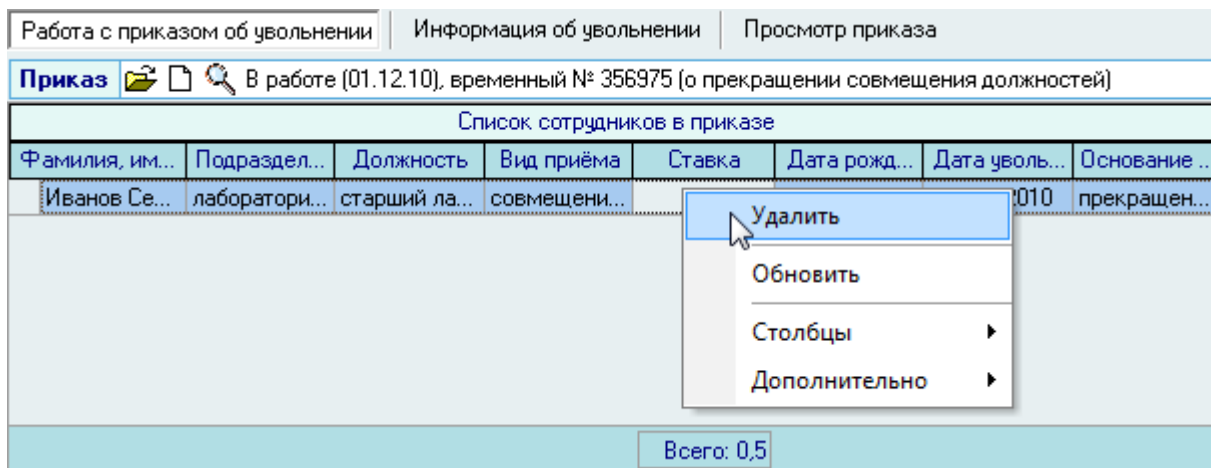 Работа с приказом об увольнении Информация об увольнении Просмотр приказа
Приказ В работе (01.12.10), временный № 356975 (о прекращении совмещения должностей)
Список сотрудников в приказе
Фамилия, им... Подраздел... Должность Вид приёма Ставка Дата рожд... Дата уволь... Основание ...
Иванов Се... лаборатори... старший ла... совмещени... 2010 прекращен...
Удалить
Обновить
Столбцы
Дополнительно
Всего: 0,5